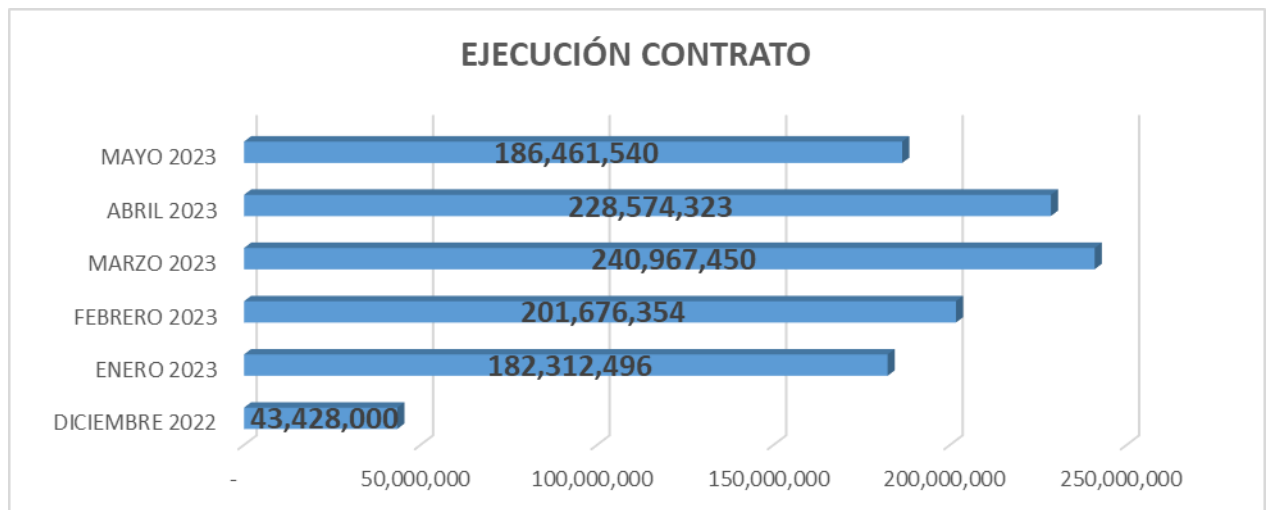 EJECUCIÓN CONTRATO
MAYO 2023 186,461,540
ABRIL 2023 228,574,323
MARZO 2023 240,967,450
FEBRERO 2023 201,676,354
ENERO 2023 182,312,496
DICIEMBRE 2022 43,428,000
- 50,000,000 100,000,000 150,000,000 200,000,000 250,000,000